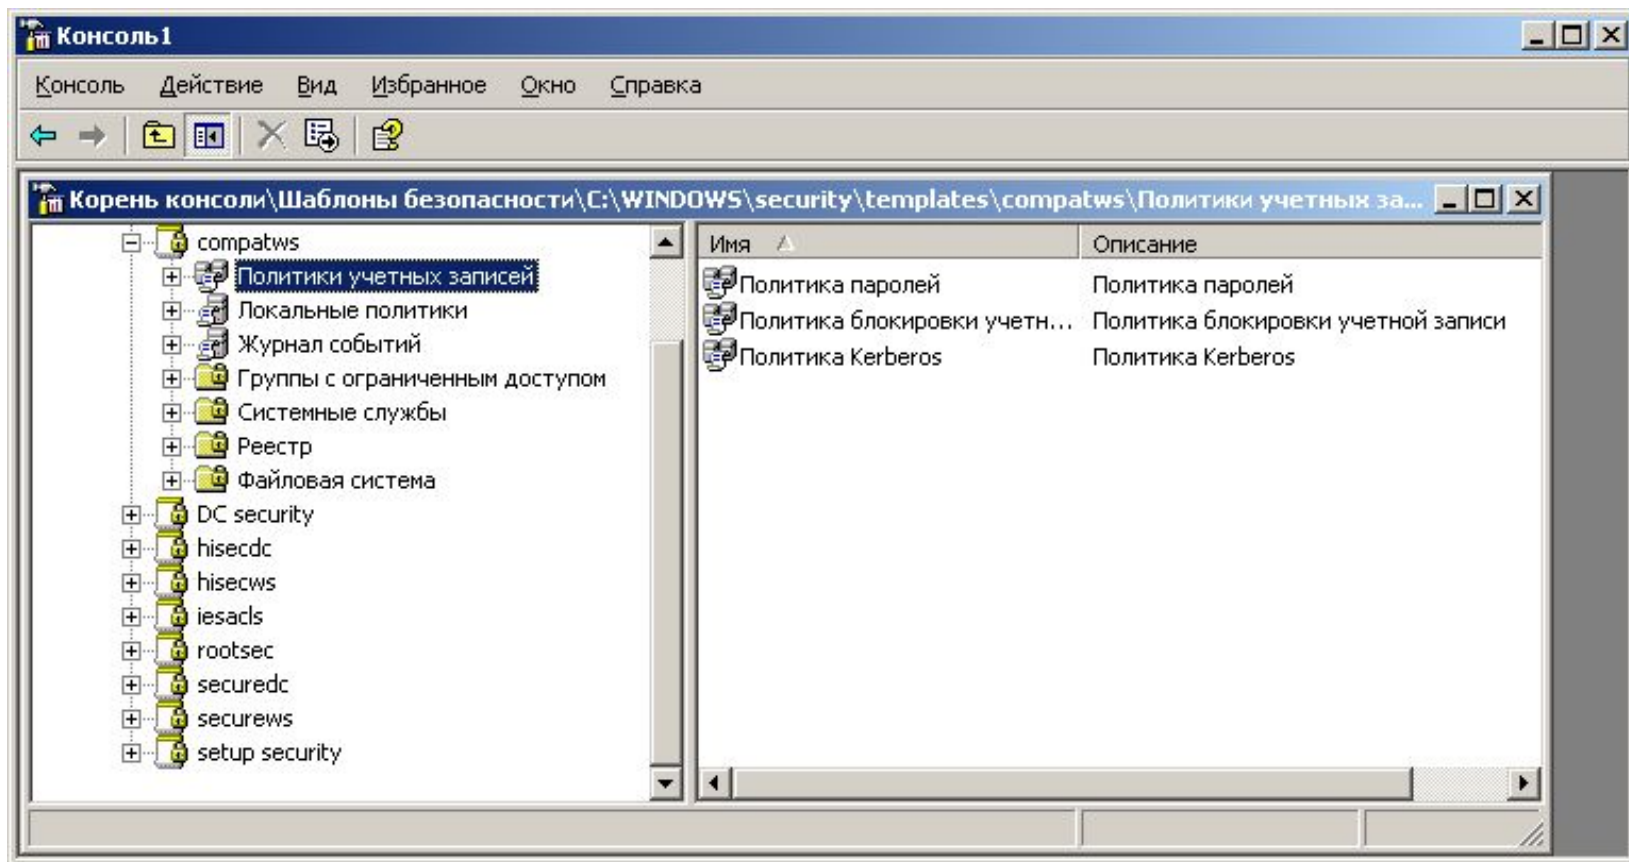 Консоль1
Консоль Действие Вид Избранное Окно Справка
Корень консоли\Шаблоны безопасности\C:\WINDOWS\security\templates\compatws\Политики учетных за...
compatws
Политики учетных записей
Локальные политики
Журнал событий
Группы с ограниченным доступом
Системные службы
Реестр
Файловая система
DC security
hisecdc
hisecws
iesacls
rootsec
securedc
securews
setup security
Имя Описание
Политика паролей Политика паролей
Политика блокировки учетн... Политика блокировки учетной записи
Политика Kerberos Политика Kerberos